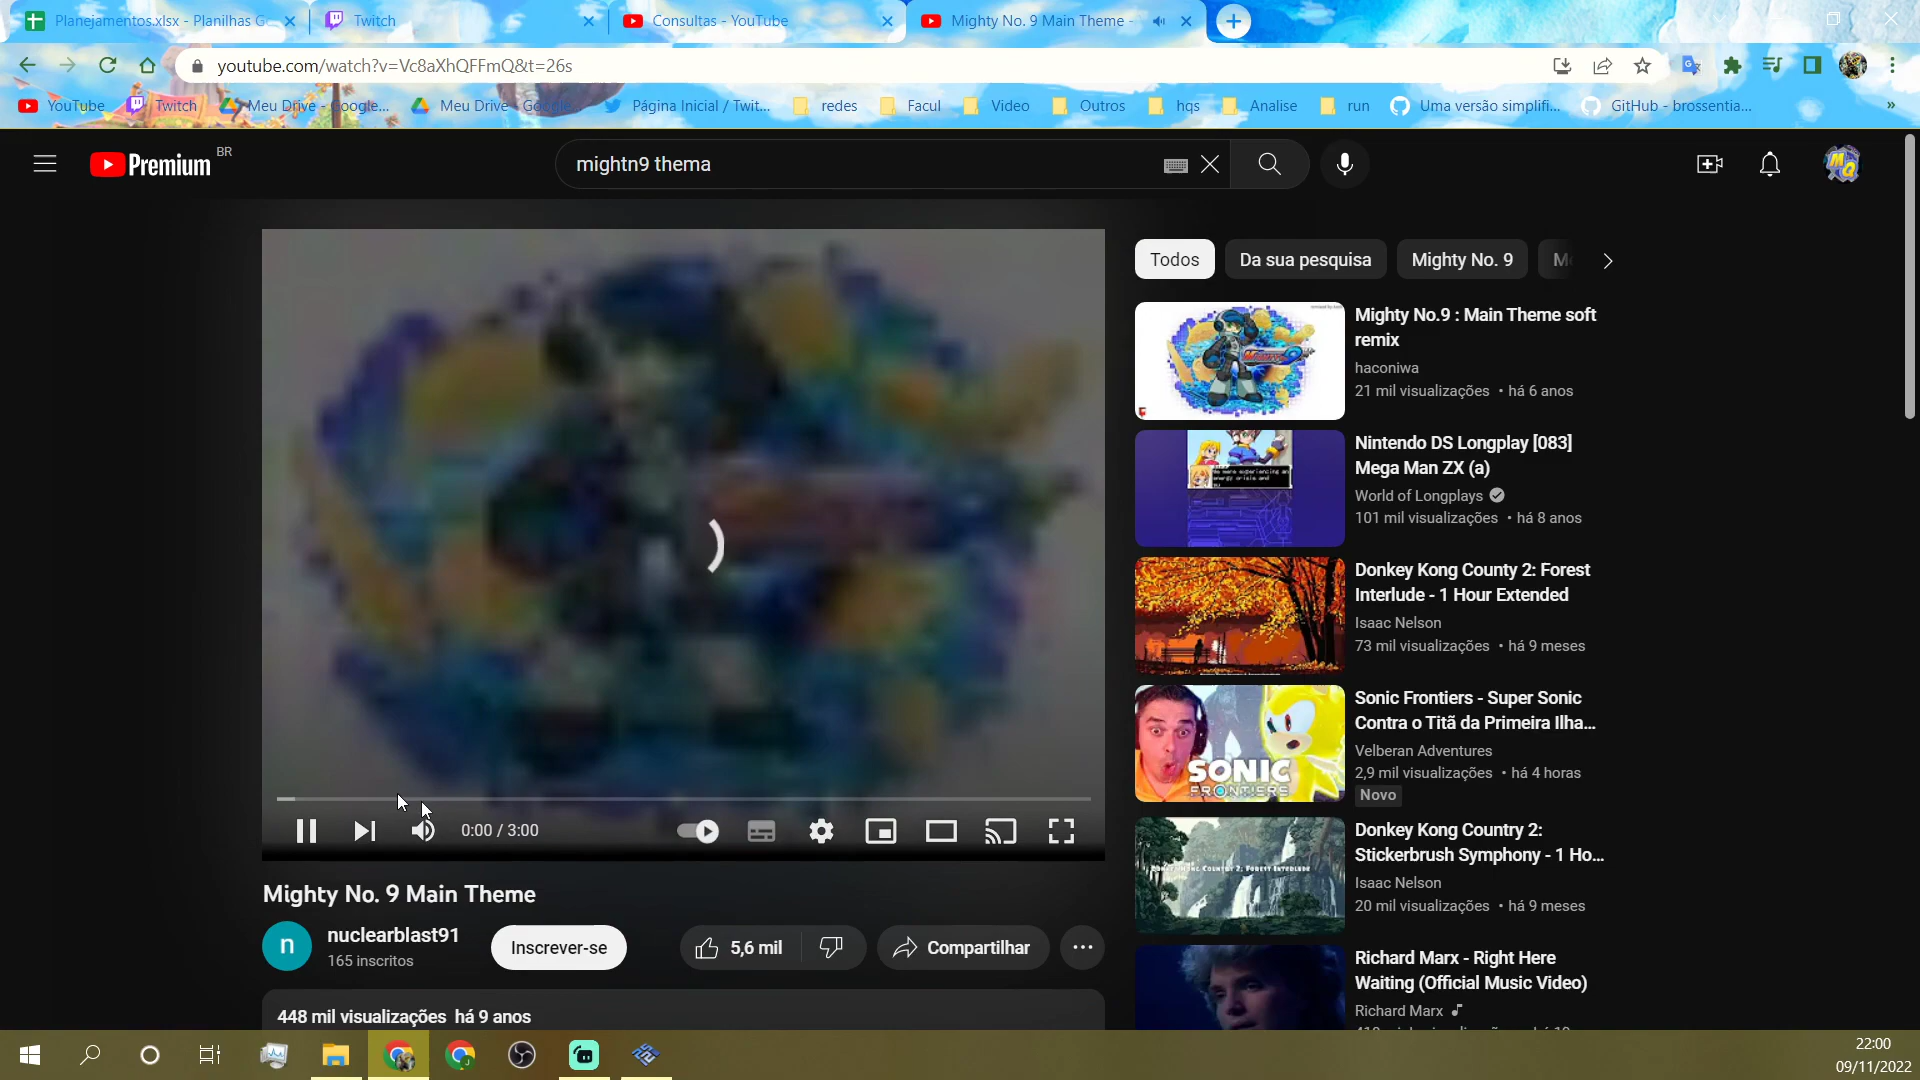 Planejamentos.xlsx - Planilhas G
Twitch
Consultas - YouTube
Mighty No. 9 Main Theme -
youtube.com/watch?v=Vc8aXhQFFmQ&t=26s
YouTube
Twitch
Meu Drive - Google...
Meu Drive - Google...
Página Inicial / Twit...
redes
Facul
Video
Outros
hqs
Analise
run
Uma versão simplifi...
GitHub - brossentia...
»
Premium BR
mightn9 thema
Todos
Da sua pesquisa
Mighty No. 9
Mighty No.9 : Main Theme soft
remix
haconiwa
21 mil visualizações • há 6 anos
Nintendo DS Longplay [083]
Mega Man ZX (a)
World of Longplays
101 mil visualizações • há 8 anos
Donkey Kong County 2: Forest
Interlude - 1 Hour Extended
Isaac Nelson
73 mil visualizações • há 9 meses
SONIC
FRONTIERS
Sonic Frontiers - Super Sonic
Contra o Titã da Primeira Ilha...
Velberan Adventures
2,9 mil visualizações • há 4 horas
Novo
DONKEY KONG COUNTRY 2: FOREST INTERLUDE
Donkey Kong Country 2:
Stickerbrush Symphony - 1 Ho...
Isaac Nelson
20 mil visualizações • há 9 meses
Richard Marx - Right Here
Waiting (Official Music Video)
Richard Marx
0:00 / 3:00
Mighty No. 9 Main Theme
n
nuclearblast91
165 inscritos
Inscrever-se
5,6 mil
Compartilhar
448 mil visualizações há 9 anos
22:00
09/11/2022